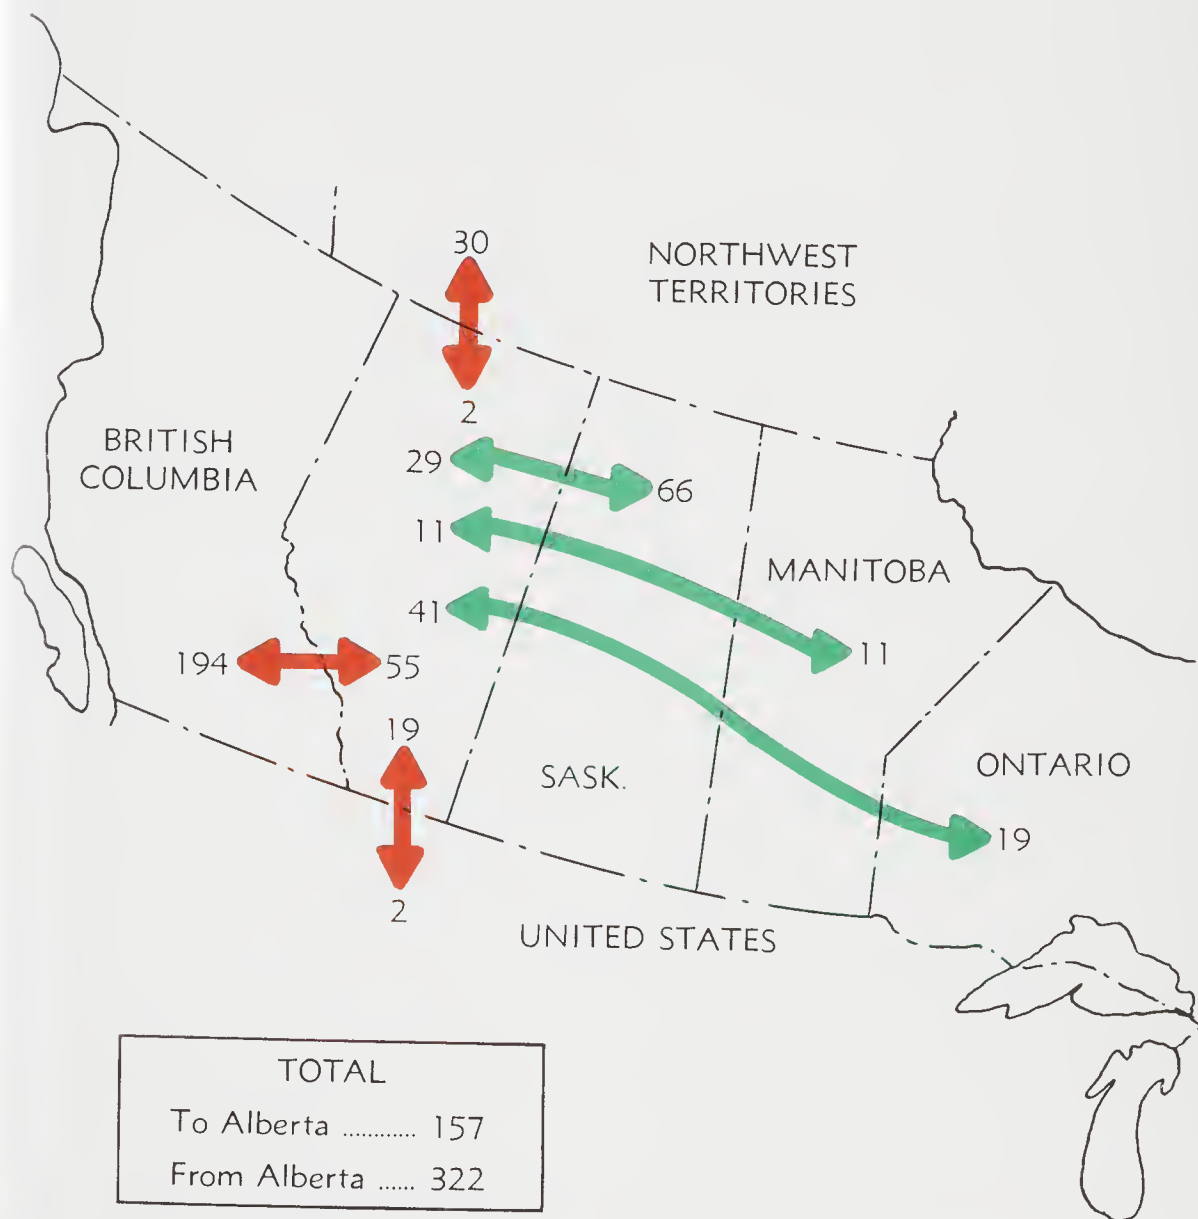 30
NORTHWEST
TERRITORIES
2
BRITISH
COLUMBIA
29
66
11
MANITOBA
41
11
194
55
19
SASK.
ONTARIO
19
2
UNITED STATES
TOTAL
To Alberta ............ 157
From Alberta ...... 322